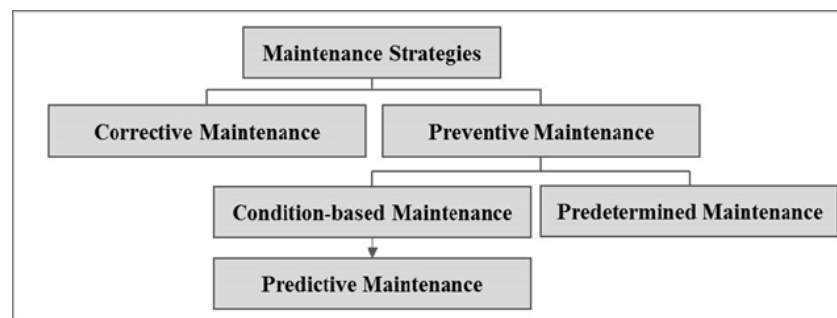 Maintenance Strategies
Corrective Maintenance
Preventive Maintenance
Condition-based Maintenance
Predetermined Maintenance
Predictive Maintenance